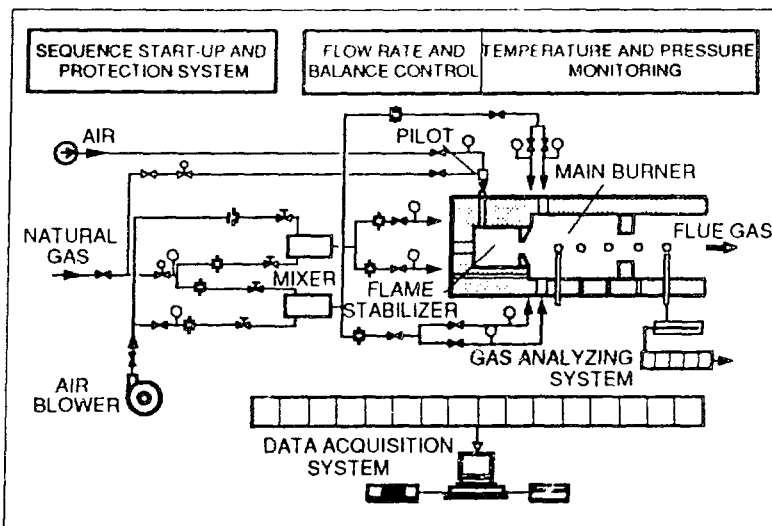 SEQUENCE START-UP AND
PROTECTION SYSTEM
FLOW RATE AND
BALANCE CONTROL
TEMPERATURE AND PRESSURE
MONITORING
AIR
PILOT
MAIN BURNER
NATURAL
GAS
FLUE GAS
MIXER
FLAME
STABILIZER
GAS ANALYZING
SYSTEM
AIR
BLOWER
DATA ACQUISITION
SYSTEM